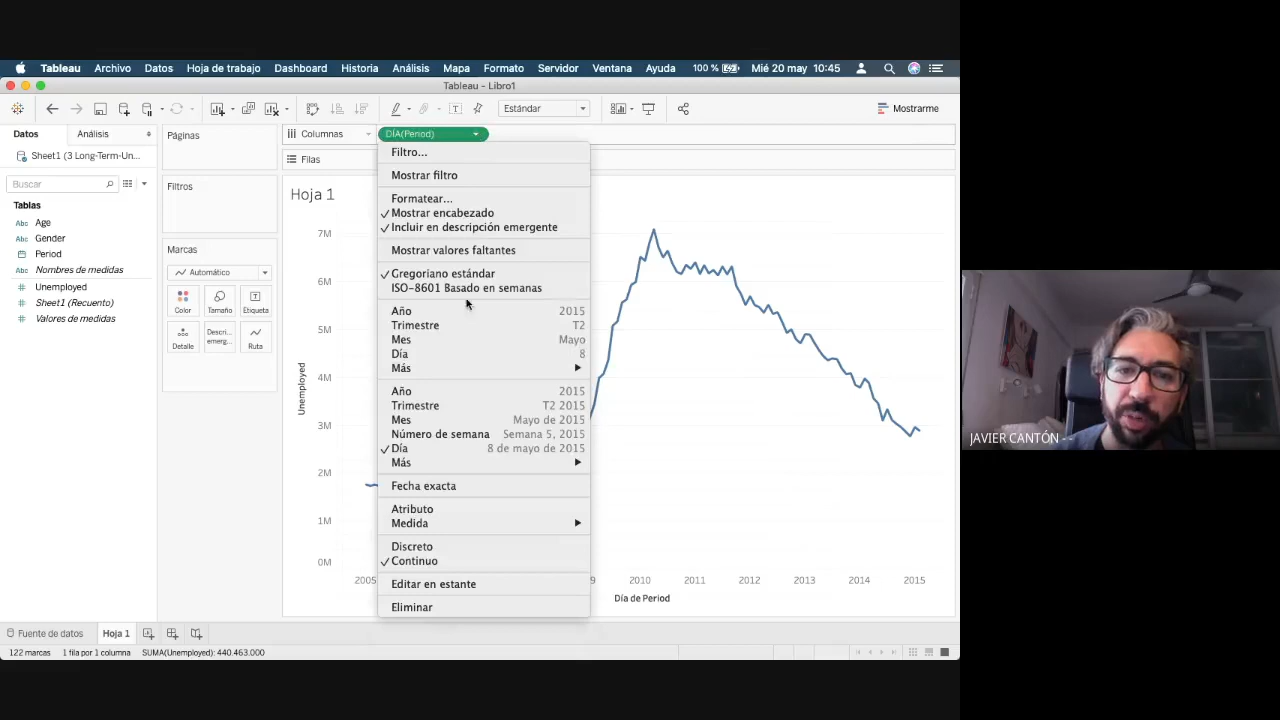 Tableau Archivo Datos Hoja de trabajo Dashboard Historia Análisis Mapa Formato Servidor Ventana Ayuda 100 % Mié 20 may 10:45
Tableau - Libro1
Estándar
Mostrarme
Datos Análisis
Sheet1 (3 Long-Term-Un...
Buscar
Tablas
Abc Age
Abc Gender
Period
Abc Nombres de medidas
# Unemployed
# Sheet1 (Recuento)
# Valores de medidas
Páginas
Filtros
Marcas
Automático
Color Tamaño Etiqueta
Detalle Descri... emerg... Ruta
Columnas DÍA(Period)
Filas
Hoja 1
Filtro...
Mostrar filtro
Formatear...
Mostrar encabezado
Incluir en descripción emergente
Mostrar valores faltantes
Gregoriano estándar
ISO-8601 Basado en semanas
Año 2015
Trimestre T2
Mes Mayo
Día 8
Más
Año 2015
Trimestre T2 2015
Mes Mayo de 2015
Número de semana Semana 5, 2015
Día 8 de mayo de 2015
Más
Fecha exacta
Atributo
Medida
Discreto
Continuo
Editar en estante
Eliminar
7M
6M
5M
4M
3M
2M
1M
0M
Unemployed
2005 9 2010 2011 2012 2013 2014 2015
Día de Period
Fuente de datos Hoja 1
122 marcas 1 fila por 1 columna SUMA(Unemployed): 440.463.000
JAVIER CANTÓN - -